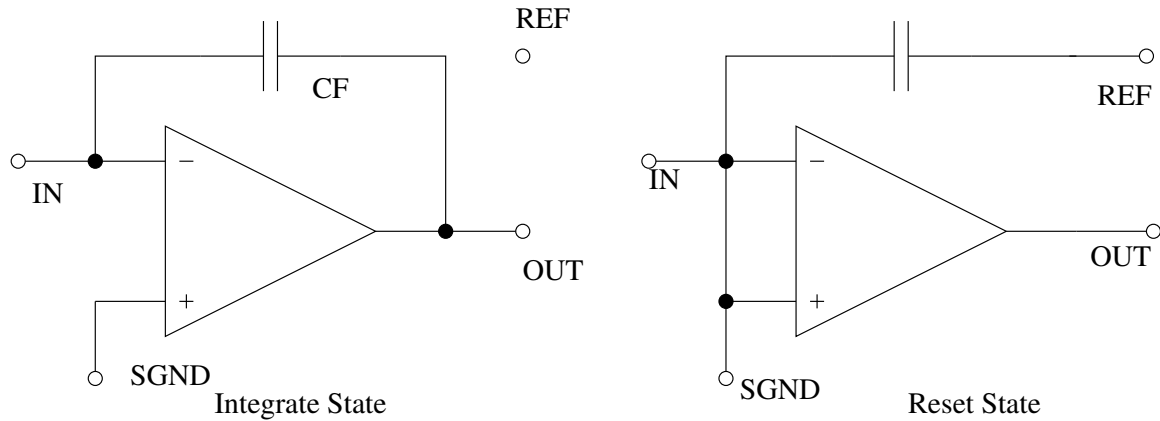 REF
CF
−
IN
+
OUT
SGND
Integrate State
REF
−
IN
+
OUT
SGND
Reset State